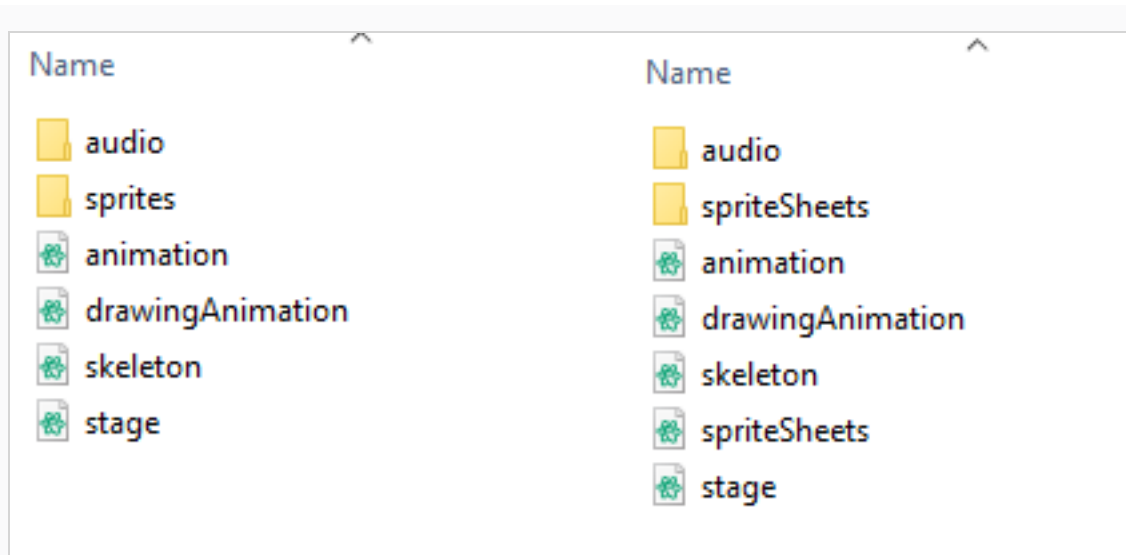 Name
audio
sprites
animation
drawingAnimation
skeleton
stage
Name
audio
spriteSheets
animation
drawingAnimation
skeleton
spriteSheets
stage